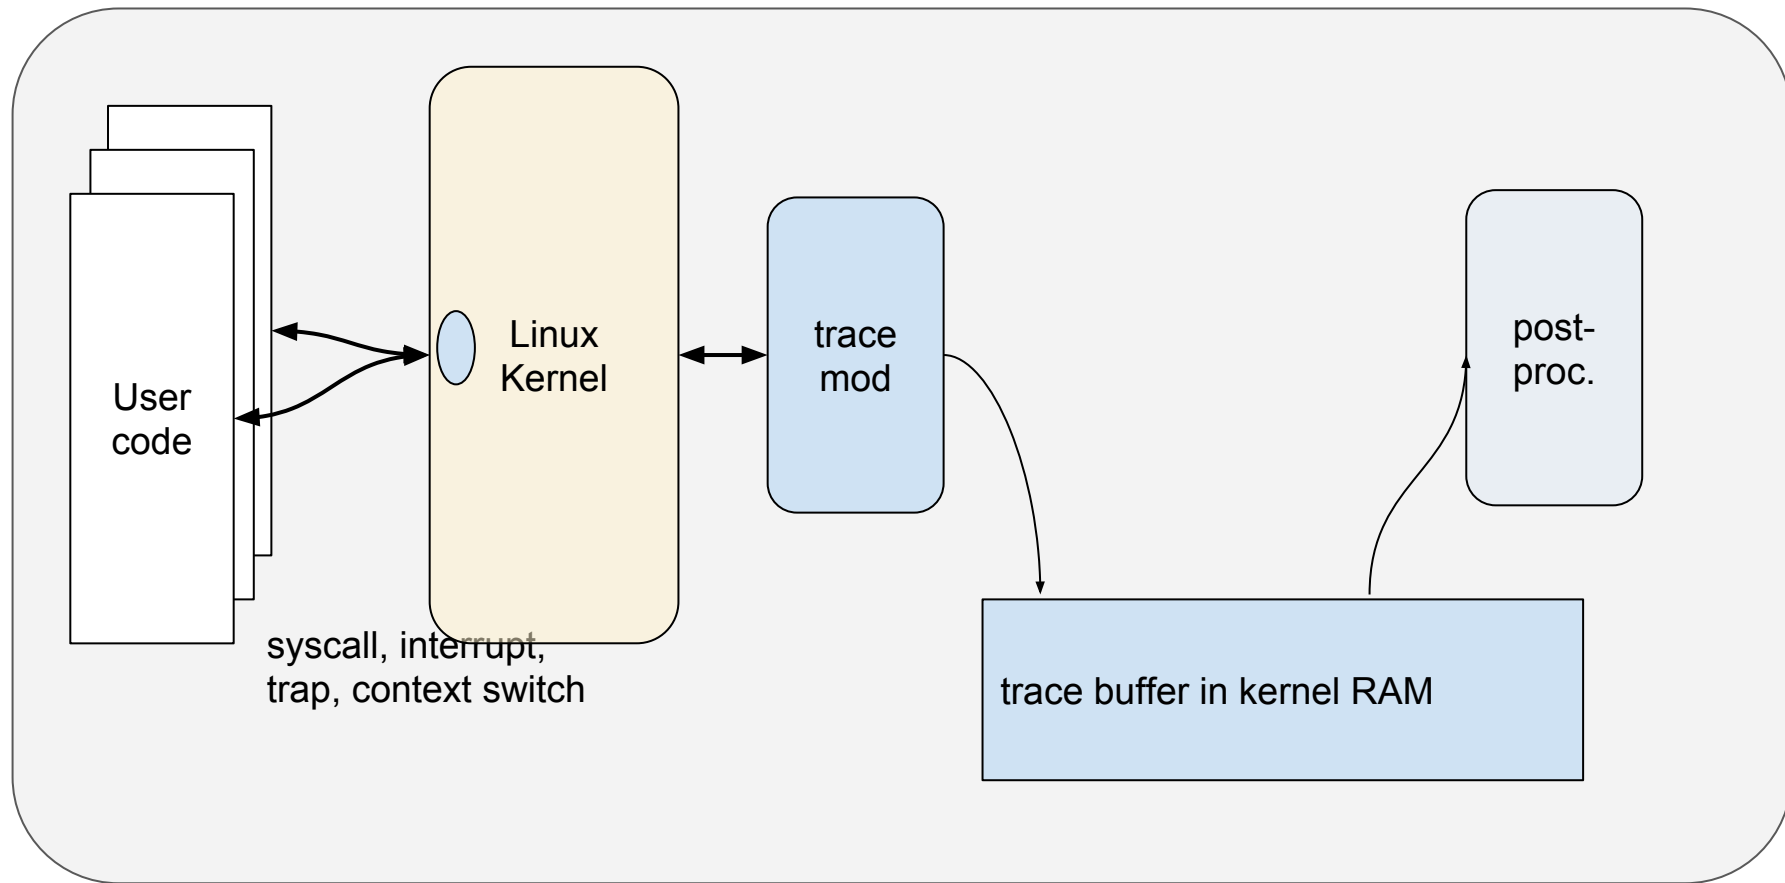 User
code
Linux
Kernel
trace
mod
post-
proc.
syscall, interrupt,
trap, context switch
trace buffer in kernel RAM